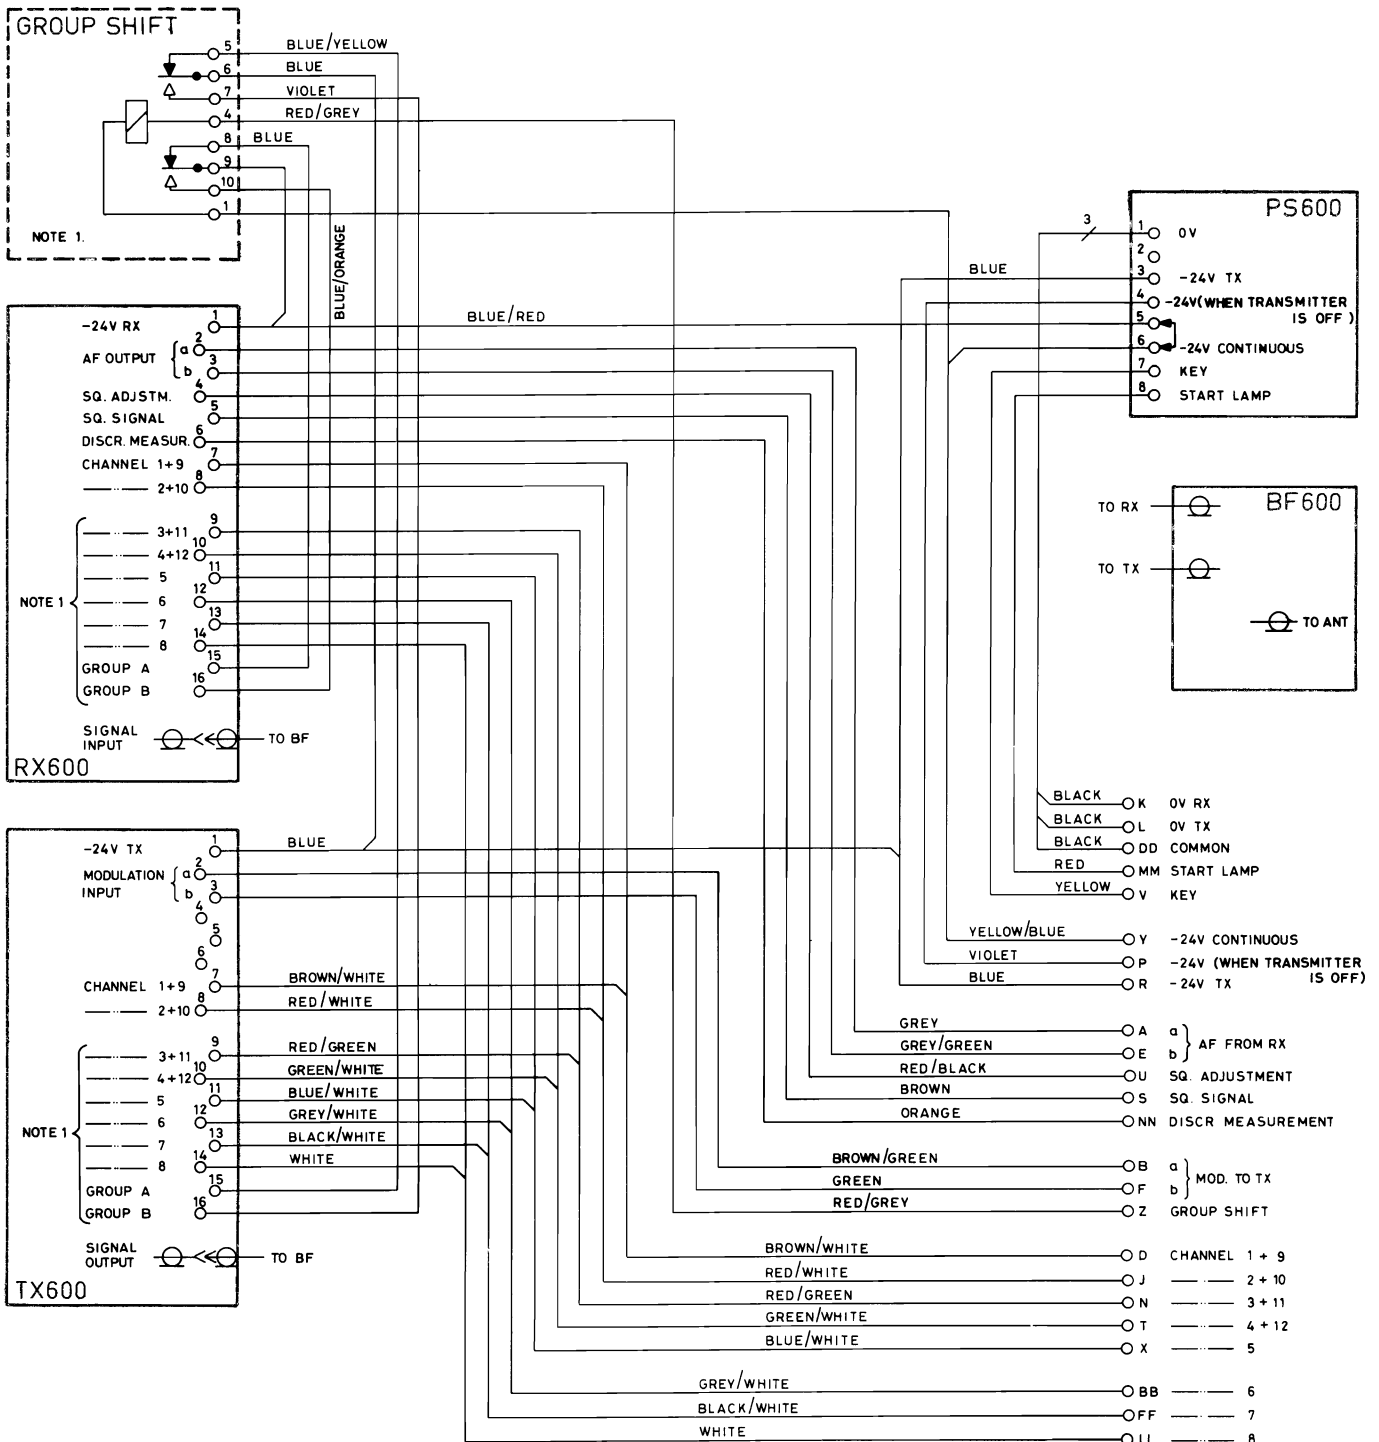 GROUP SHIFT
5 BLUE/YELLOW
6 BLUE
7 VIOLET
4 RED/GREY
8 BLUE
9
10
1
NOTE 1.
BLUE/ORANGE
PS600
3
1 0V
2
3 -24V TX
BLUE
4 -24V(WHEN TRANSMITTER
IS OFF )
5
6 -24V CONTINUOUS
7 KEY
8 START LAMP
-24V RX 1
BLUE/RED
AF OUTPUT a 2
b 3
SQ. ADJSTM. 4
SQ. SIGNAL 5
DISCR. MEASUR. 6
CHANNEL 1+9 7
2+10 8
3+11 9
4+12 10
5 11
NOTE 1
6 12
7 13
8 14
GROUP A 15
GROUP B 16
SIGNAL
INPUT
TO BF
RX600
BF600
TO RX
TO TX
TO ANT
-24V TX 1
BLUE
MODULATION
INPUT
a 2
b 3
4
5
6
CHANNEL 1+9 7 BROWN/WHITE
2+10 8 RED/WHITE
3+11 9 RED/GREEN
4+12 10 GREEN/WHITE
5 11 BLUE/WHITE
NOTE 1
6 12 GREY/WHITE
7 13 BLACK/WHITE
8 14 WHITE
GROUP A 15
GROUP B 16
SIGNAL
OUTPUT
TO BF
TX600
BLACK K 0V RX
BLACK L 0V TX
BLACK DD COMMON
RED MM START LAMP
YELLOW V KEY
YELLOW/BLUE Y -24V CONTINUOUS
VIOLET P -24V (WHEN TRANSMITTER
IS OFF)
BLUE R -24V TX
GREY A a
AF FROM RX
GREY/GREEN E b
RED/BLACK U SQ. ADJUSTMENT
BROWN S SQ. SIGNAL
ORANGE NN DISCR MEASUREMENT
BROWN/GREEN B a
MOD. TO TX
GREEN F b
RED/GREY Z GROUP SHIFT
BROWN/WHITE D CHANNEL 1 + 9
RED/WHITE J 2 + 10
RED/GREEN N 3 + 11
GREEN/WHITE T 4 + 12
BLUE/WHITE X 5
GREY/WHITE BB 6
BLACK/WHITE FF 7
WHITE 8